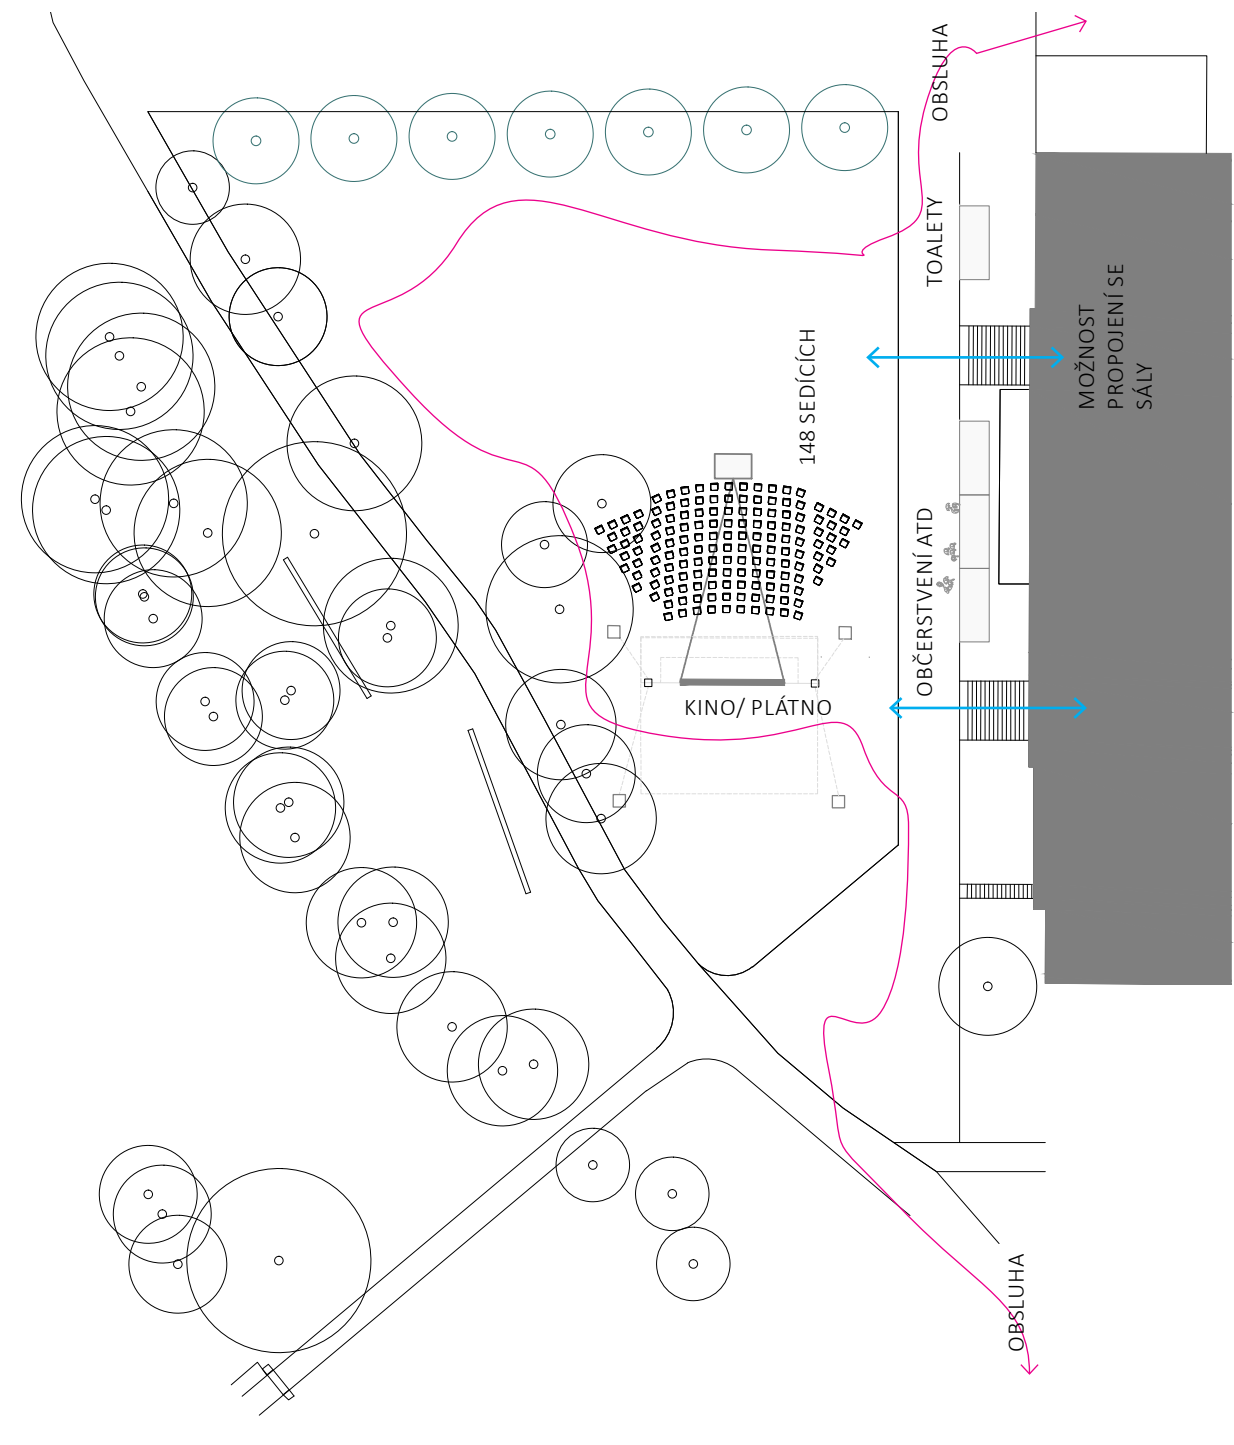 OBSLUHA
TOALETY
MOŽNOST
PROPOJENÍ SE
SÁLY
148 SEDÍCÍCH
OBČERSTVENÍ ATD
KINO/ PLÁTNO
OBSLUHA